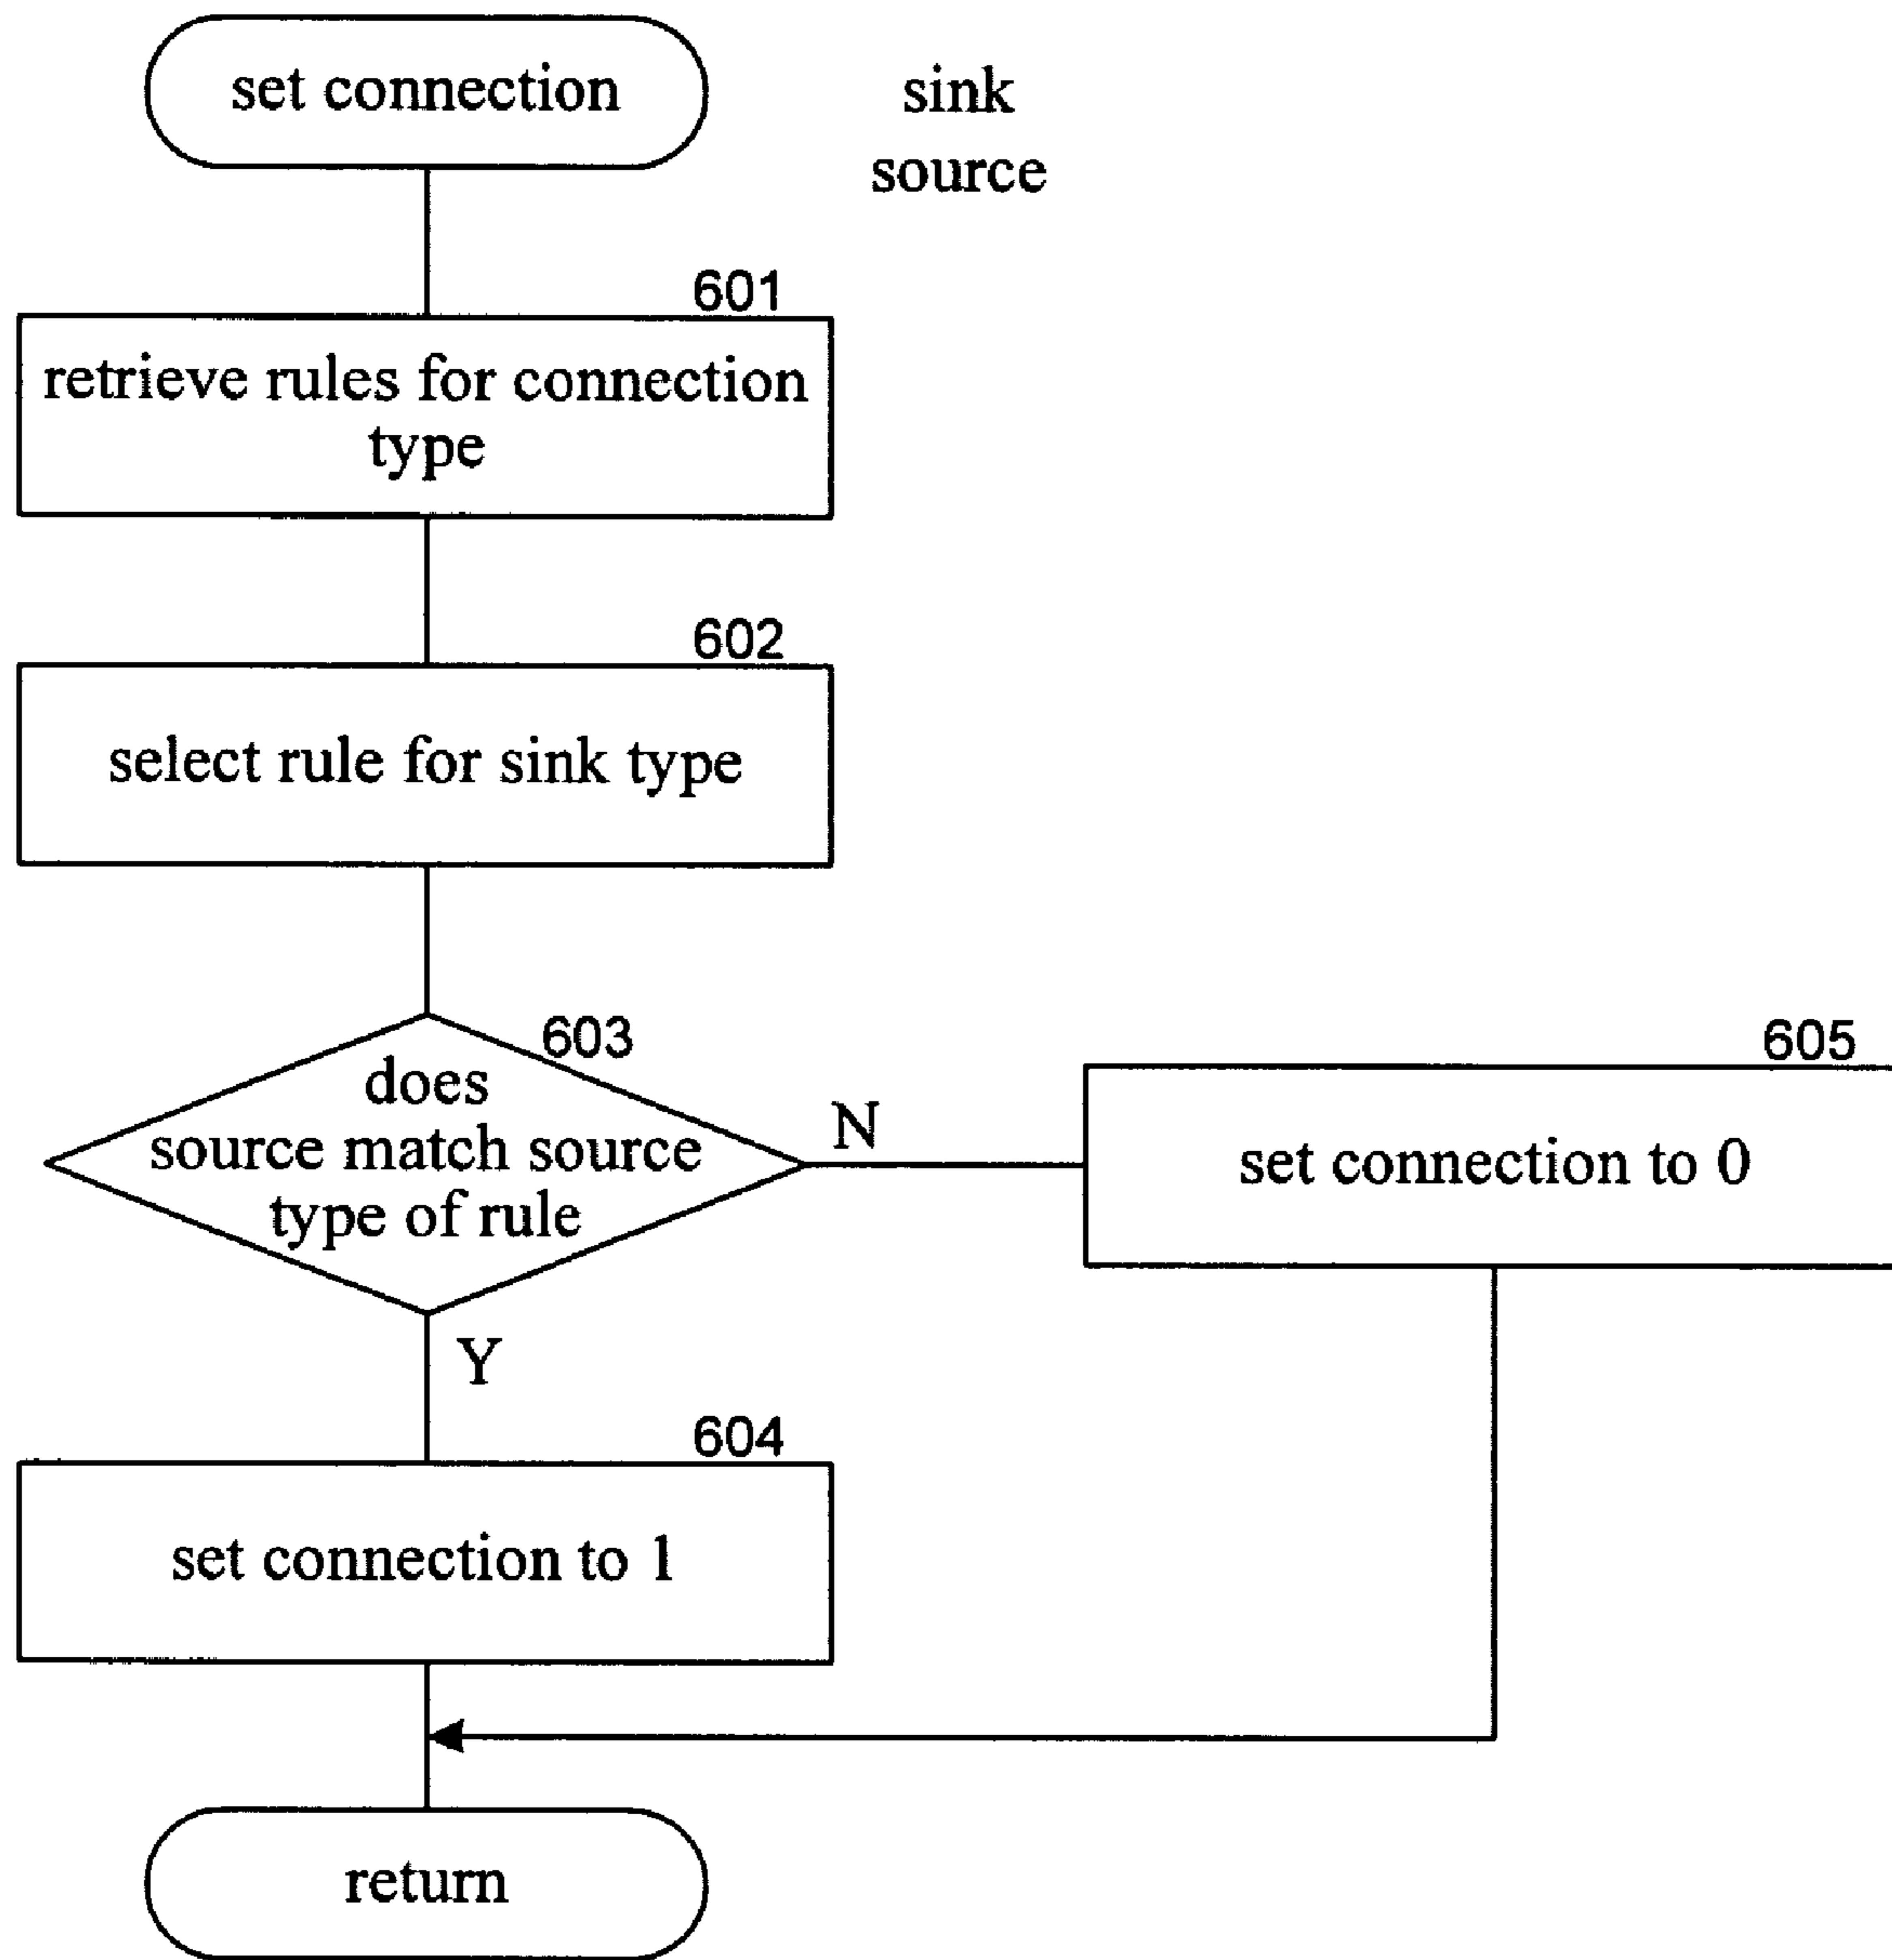 set connection
sink
source
601
retrieve rules for connection
type
602
select rule for sink type
603
does
source match source
type of rule
N
605
set connection to 0
Y
604
set connection to 1
return